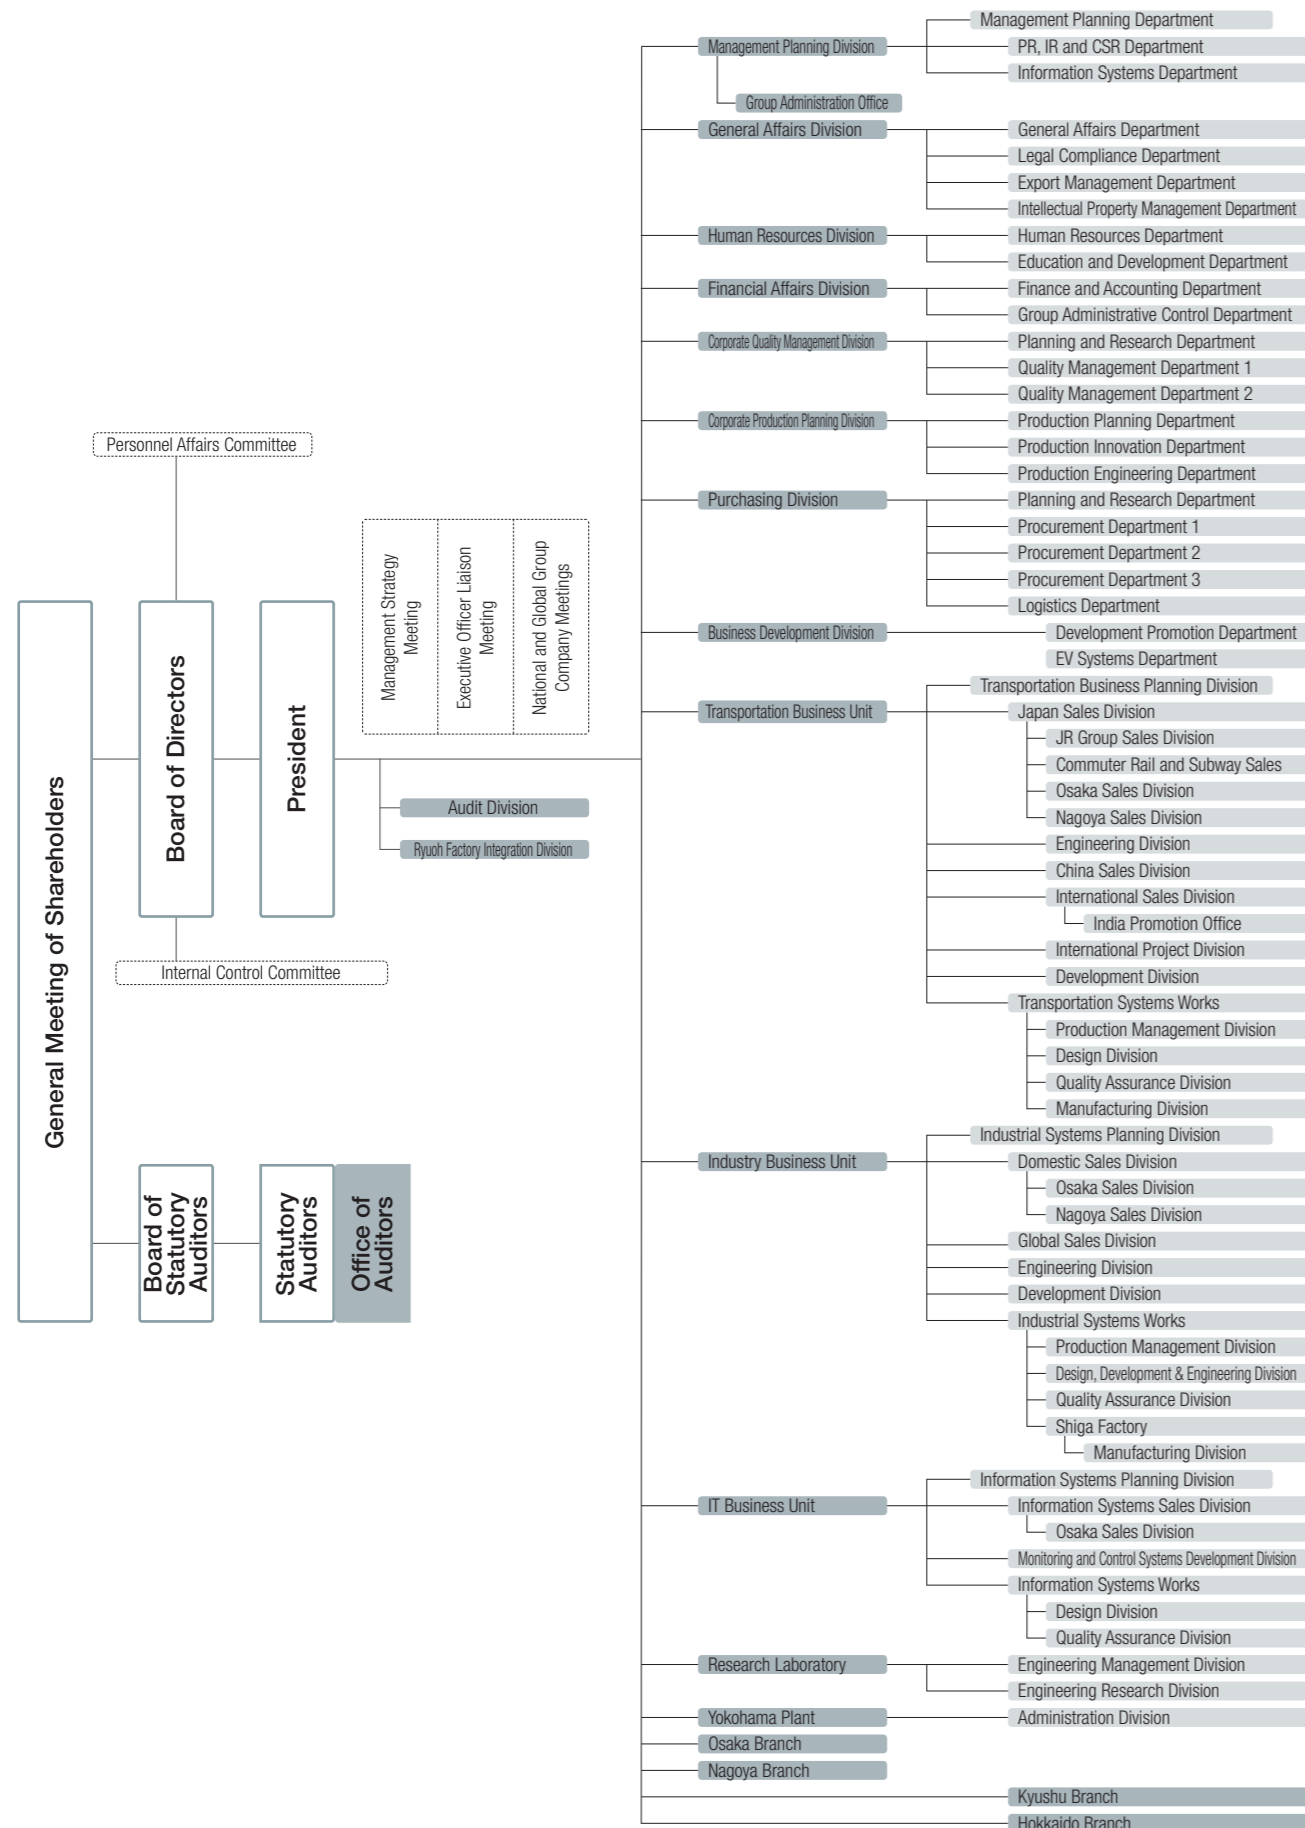 General Meeting of Shareholders
Personnel Affairs Committee
Board of Directors
Internal Control Committee
President
Board of
Statutory
Auditors
Statutory
Auditors
Office of
Auditors
Management Strategy
Meeting
Executive Officer Liaison
Meeting
National and Global Group
Company Meetings
Audit Division
Ryuoh Factory Integration Division
Management Planning Division
Management Planning Department
PR, IR and CSR Department
Information Systems Department
Group Administration Office
General Affairs Division
General Affairs Department
Legal Compliance Department
Export Management Department
Intellectual Property Management Department
Human Resources Division
Human Resources Department
Education and Development Department
Financial Affairs Division
Finance and Accounting Department
Group Administrative Control Department
Corporate Quality Management Division
Planning and Research Department
Quality Management Department 1
Quality Management Department 2
Corporate Production Planning Division
Production Planning Department
Production Innovation Department
Production Engineering Department
Purchasing Division
Planning and Research Department
Procurement Department 1
Procurement Department 2
Procurement Department 3
Logistics Department
Business Development Division
Development Promotion Department
EV Systems Department
Transportation Business Unit
Transportation Business Planning Division
Japan Sales Division
JR Group Sales Division
Commuter Rail and Subway Sales
Osaka Sales Division
Nagoya Sales Division
Engineering Division
China Sales Division
International Sales Division
India Promotion Office
International Project Division
Development Division
Transportation Systems Works
Production Management Division
Design Division
Quality Assurance Division
Manufacturing Division
Industry Business Unit
Industrial Systems Planning Division
Domestic Sales Division
Osaka Sales Division
Nagoya Sales Division
Global Sales Division
Engineering Division
Development Division
Industrial Systems Works
Production Management Division
Design, Development & Engineering Division
Quality Assurance Division
Shiga Factory
Manufacturing Division
IT Business Unit
Information Systems Planning Division
Information Systems Sales Division
Osaka Sales Division
Monitoring and Control Systems Development Division
Information Systems Works
Design Division
Quality Assurance Division
Research Laboratory
Engineering Management Division
Engineering Research Division
Yokohama Plant
Administration Division
Osaka Branch
Nagoya Branch
Kyushu Branch
Hokkaido Branch